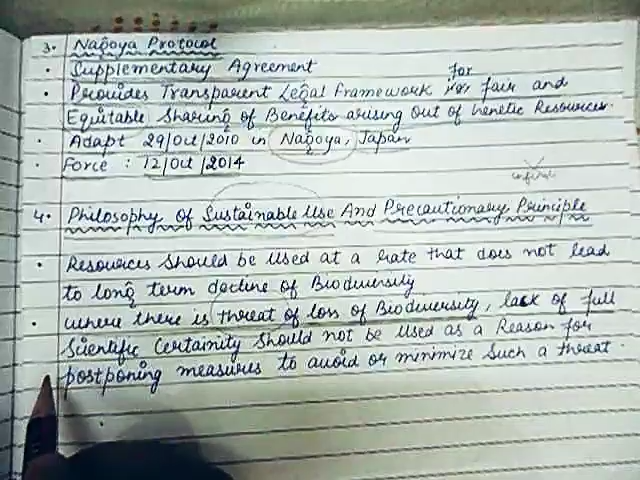 3. Nagoya Protocol
• Supplementary Agreement
for
• Provides Transparent Legal Framework for fair and
Equitable Sharing of Benefits arising out of Genetic Resources.
• Adapt 29/Oct/2010 in Nagoya, Japan
• Force : 12/Oct/2014
4. Philosophy of Sustainable Use And Precautionary Principle
• Resources should be used at a rate that does not lead
to long term decline of Biodiversity
• where there is threat of loss of Biodiversity, lack of full
Scientific Certainity should not be used as a Reason for
postponing measures to avoid or minimize such a threat.